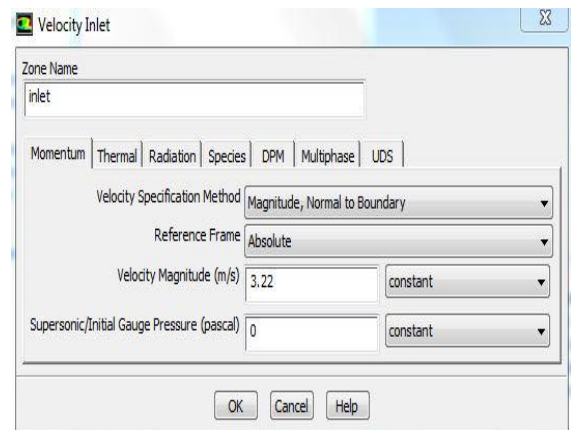 Velocity Inlet
Zone Name
inlet
Momentum Thermal Radiation Species DPM Multiphase UDS
Velocity Specification Method Magnitude, Normal to Boundary
Reference Frame Absolute
Velocity Magnitude (m/s) 3.22 constant
Supersonic/Initial Gauge Pressure (pascal) 0 constant
OK Cancel Help